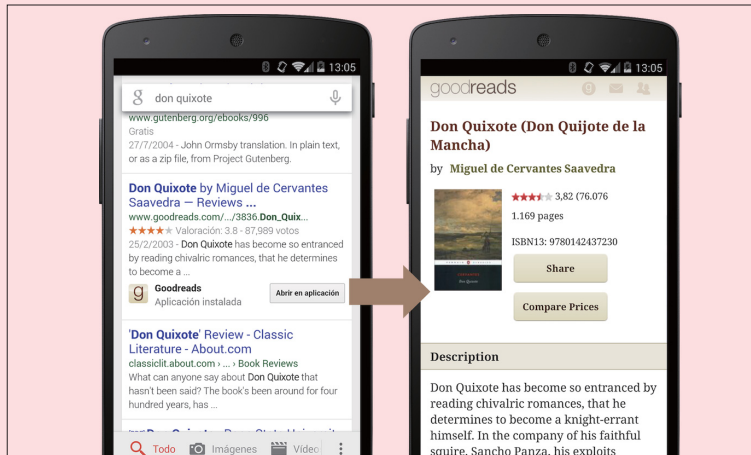 13:05
g don quixote
www.gutenberg.org/ebooks/996
Gratis
27/7/2004 - John Ormsby translation. In plain text,
or as a zip file, from Project Gutenberg.
Don Quixote by Miguel de Cervantes
Saavedra — Reviews ...
www.goodreads.com/.../3836.Don_Quix...
Valoración: 3.8 - 87,989 votos
25/2/2003 - Don Quixote has become so entranced
by reading chivalric romances, that he determines
to become a ...
g Goodreads
Aplicación instalada
Abrir en aplicación
'Don Quixote' Review - Classic
Literature - About.com
classiclit.about.com › ... › Book Reviews
What can anyone say about Don Quixote that
hasn't been said? The book's been around for four
hundred years, has ...
Todo Imágenes Vídeo
13:05
goodreads
Don Quixote (Don Quijote de la
Mancha)
by Miguel de Cervantes Saavedra
3,82 (76.076
1.169 pages
ISBN13: 9780142437230
Share
Compare Prices
Description
Don Quixote has become so entranced by
reading chivalric romances, that he
determines to become a knight-errant
himself. In the company of his faithful
squire, Sancho Panza, his exploits